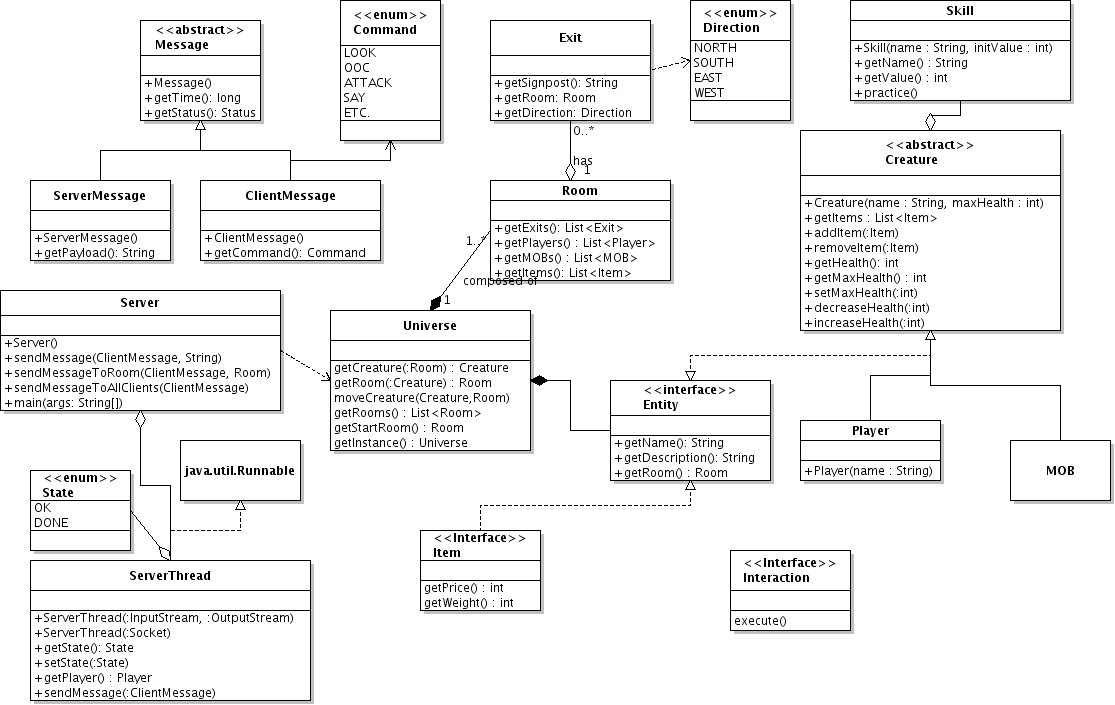 <<abstract>>
Message
+Message()
+getTime(): long
+getStatus(): Status
<<enum>>
Command
LOOK
OOC
ATTACK
SAY
ETC.
Exit
+getSignpost(): String
+getRoom: Room
+getDirection: Direction
<<enum>>
Direction
NORTH
SOUTH
EAST
WEST
Skill
+Skill(name : String, initValue : int)
+getName() : String
+getValue() : int
+practice()
0..*
has
1
<<abstract>>
Creature
+Creature(name : String, maxHealth : int)
+getItems : List<Item>
+addItem(:Item)
+removeItem(:Item)
+getHealth(): int
+getMaxHealth() : int
+setMaxHealth(:int)
+decreaseHealth(:int)
+increaseHealth(:int)
ServerMessage
+ServerMessage()
+getPayload(): String
ClientMessage
+ClientMessage()
+getCommand(): Command
Room
+getExits(): List<Exit>
+getPlayers() : List<Player>
+getMOBs() : List<MOB>
+getItems(): List<Item>
1..*
composed of
1
Server
+Server()
+sendMessage(ClientMessage, String)
+sendMessageToRoom(ClientMessage, Room)
+sendMessageToAllClients(ClientMessage)
+main(args: String[])
Universe
getCreature(:Room) : Creature
getRoom(:Creature) : Room
moveCreature(Creature,Room)
getRooms() : List<Room>
getStartRoom() : Room
getInstance() : Universe
<<interface>>
Entity
+getName(): String
+getDescription(): String
+getRoom() : Room
Player
+Player(name : String)
MOB
java.util.Runnable
<<enum>>
State
OK
DONE
<<Interface>>
Item
getPrice() : int
getWeight() : int
<<Interface>>
Interaction
execute()
ServerThread
+ServerThread(:InputStream, :OutputStream)
+ServerThread(:Socket)
+getState(): State
+setState(:State)
+getPlayer() : Player
+sendMessage(:ClientMessage)